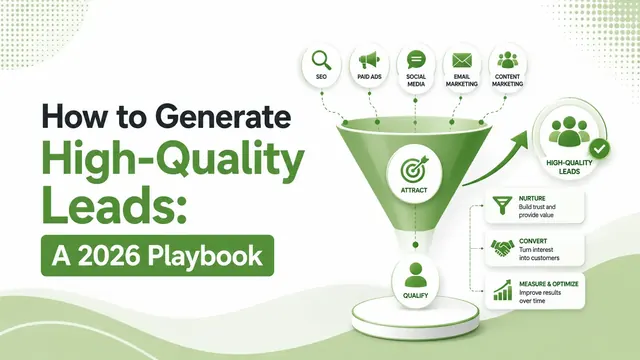 How to Generate
High-Quality
Leads:
A 2026 Playbook
SEO
PAID ADS
SOCIAL
MEDIA
EMAIL
MARKETING
CONTENT
MARKETING
ATTRACT
QUALIFY
HIGH-QUALITY
LEADS
NURTURE
Build trust and
provide value
CONVERT
Turn interest
into customers
MEASURE & OPTIMIZE
Improve results
over time